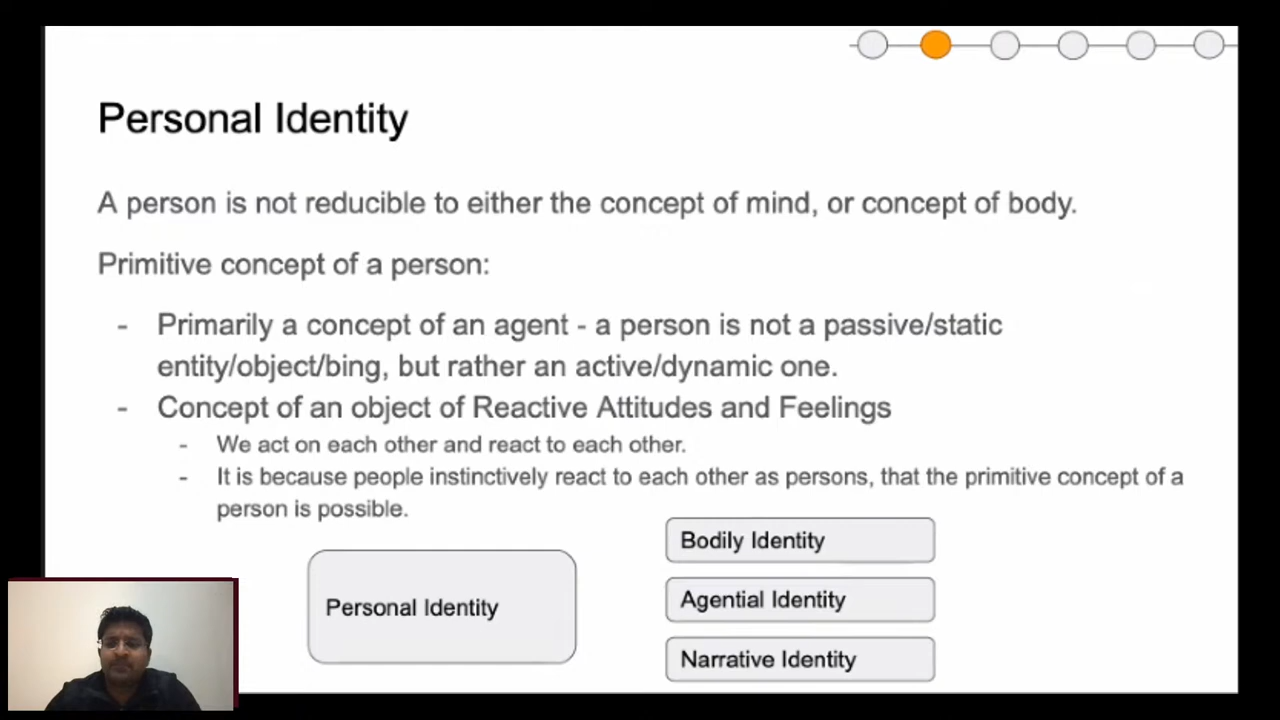 Personal Identity
A person is not reducible to either the concept of mind, or concept of body.
Primitive concept of a person:
- Primarily a concept of an agent - a person is not a passive/static
entity/object/bing, but rather an active/dynamic one.
- Concept of an object of Reactive Attitudes and Feelings
- We act on each other and react to each other.
- It is because people instinctively react to each other as persons, that the primitive concept of a
person is possible.
Personal Identity
Bodily Identity
Agential Identity
Narrative Identity